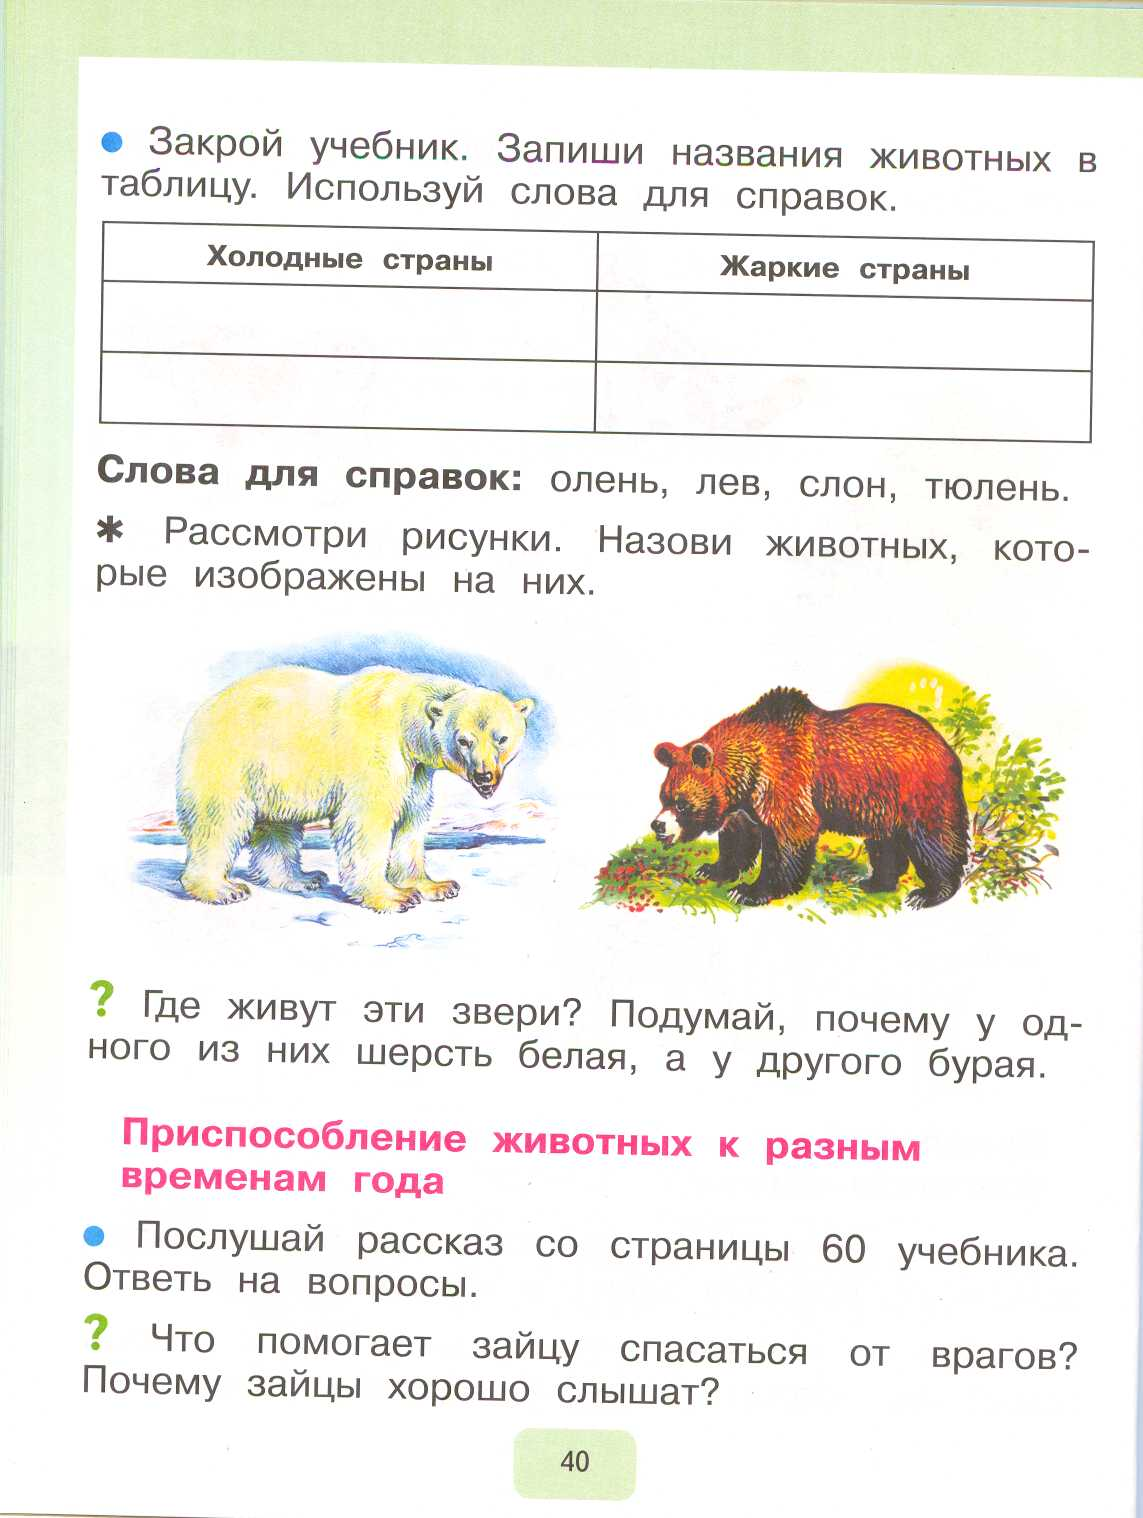 ● Закрой учебник. Запиши названия животных в
таблицу. Используй слова для справок.
Холодные страны
Жаркие страны
Слова для справок: олень, лев, слон, тюлень.
* Рассмотри рисунки. Назови животных, кото-
рые изображены на них.
? Где живут эти звери? Подумай, почему у од-
ного из них шерсть белая, а у другого бурая.
Приспособление животных к разным
временам года
● Послушай рассказ со страницы 60 учебника.
Ответь на вопросы.
? Что помогает зайцу спасаться от врагов?
Почему зайцы хорошо слышат?
40